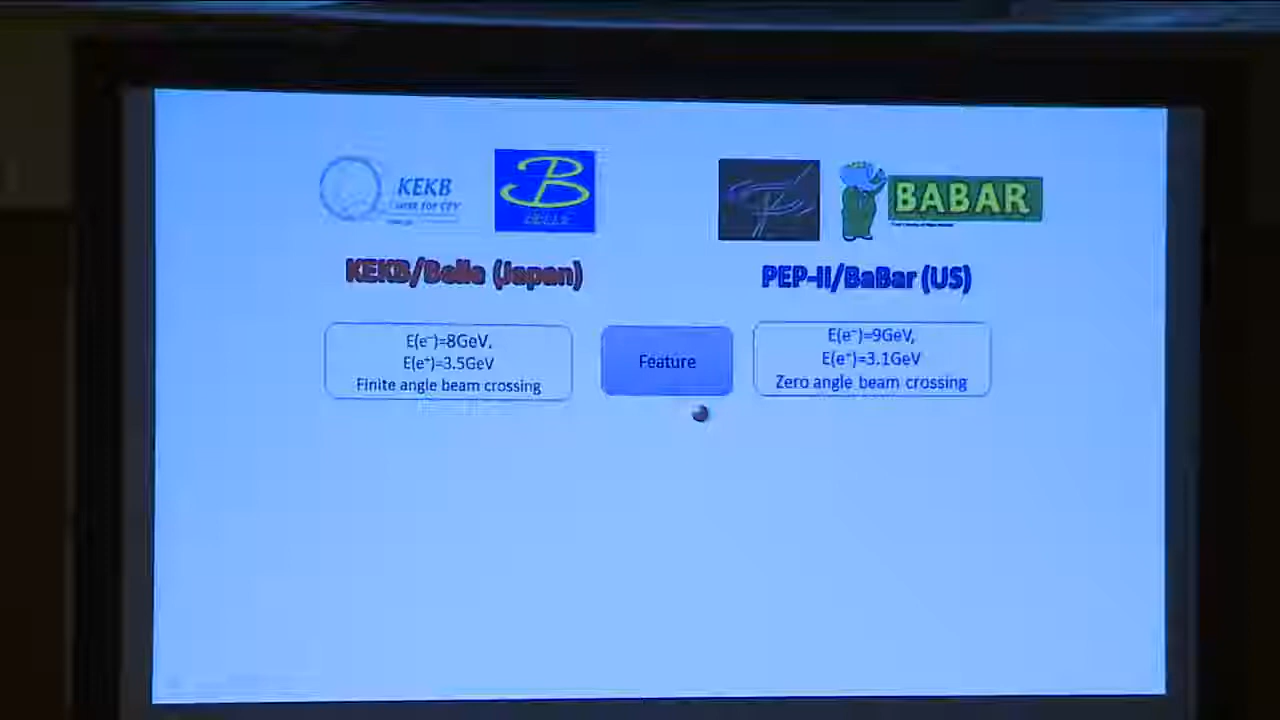 KEKB
BELLE
BABAR
KEKB/Belle (Japan)
PEP-II/BaBar (US)
E(e⁻)=8GeV,
E(e⁺)=3.5GeV
Finite angle beam crossing
Feature
E(e⁻)=9GeV,
E(e⁺)=3.1GeV
Zero angle beam crossing